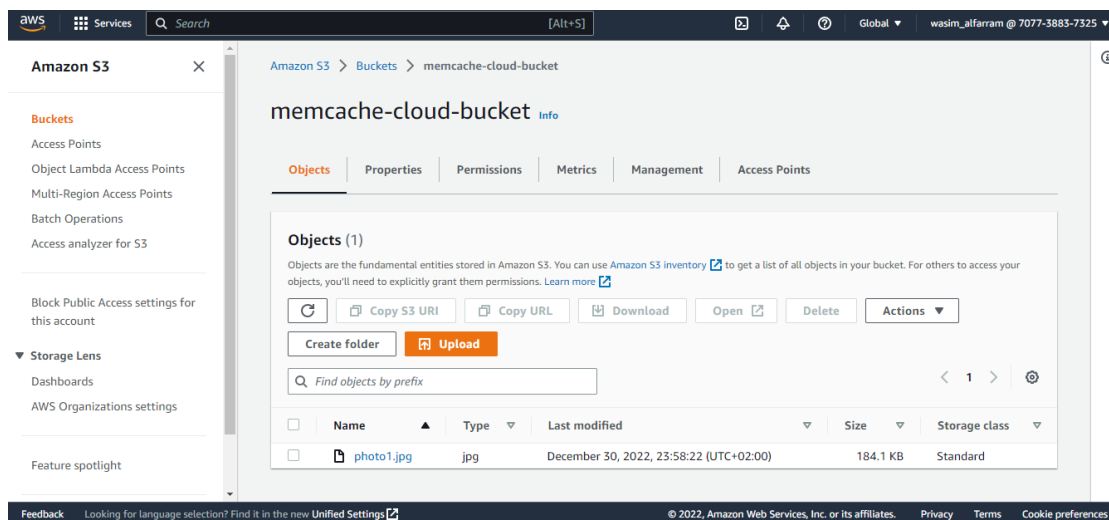 aws Services Search [Alt+S] Global wasim_alfarram @ 7077-3883-7325
Amazon S3
Buckets
Access Points
Object Lambda Access Points
Multi-Region Access Points
Batch Operations
Access analyzer for S3
Block Public Access settings for
this account
Storage Lens
Dashboards
AWS Organizations settings
Feature spotlight
Amazon S3 > Buckets > memcache-cloud-bucket
memcache-cloud-bucket Info
Objects Properties Permissions Metrics Management Access Points
Objects (1)
Objects are the fundamental entities stored in Amazon S3. You can use Amazon S3 inventory to get a list of all objects in your bucket. For others to access your
objects, you'll need to explicitly grant them permissions. Learn more
Copy S3 URI Copy URL Download Open Delete Actions
Create folder Upload
Find objects by prefix < 1 >
Name Type Last modified Size Storage class
photo1.jpg jpg December 30, 2022, 23:58:22 (UTC+02:00) 184.1 KB Standard
Feedback Looking for language selection? Find it in the new Unified Settings © 2022, Amazon Web Services, Inc. or its affiliates. Privacy Terms Cookie preferences